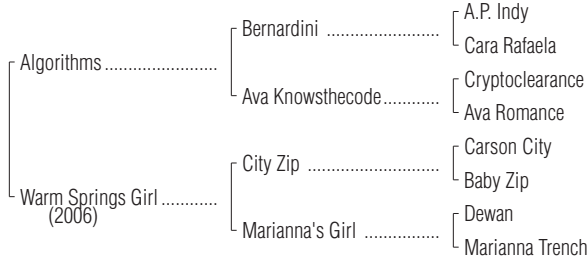 A.P. Indy
Bernardini
Cara Rafaela
Algorithms
Cryptoclearance
Ava Knowsthecode
Ava Romance
Carson City
City Zip
Baby Zip
Warm Springs Girl
(2006)
Dewan
Marianna's Girl
Marianna Trench